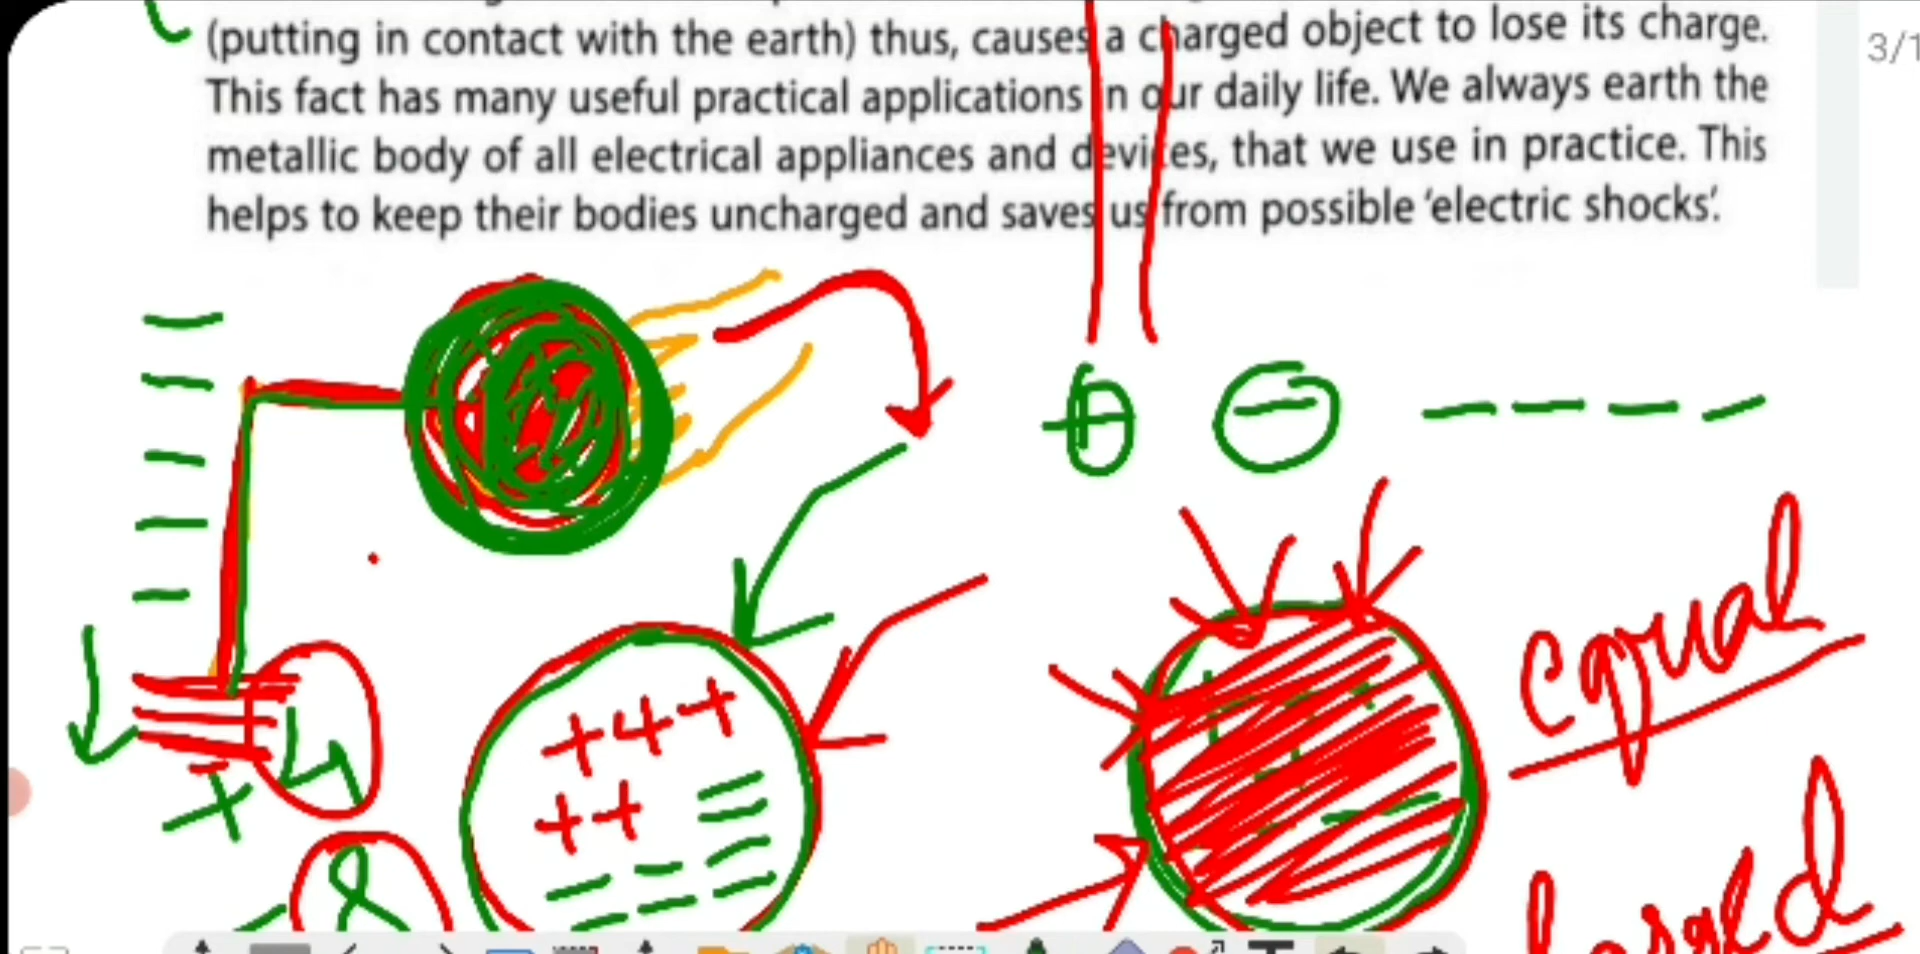 (putting in contact with the earth) thus, causes a charged object to lose its charge.
3/1
This fact has many useful practical applications in our daily life. We always earth the
metallic body of all electrical appliances and devices, that we use in practice. This
helps to keep their bodies uncharged and saves us from possible ‘electric shocks’.
+ − − − − −
equal
+ + +
+ +